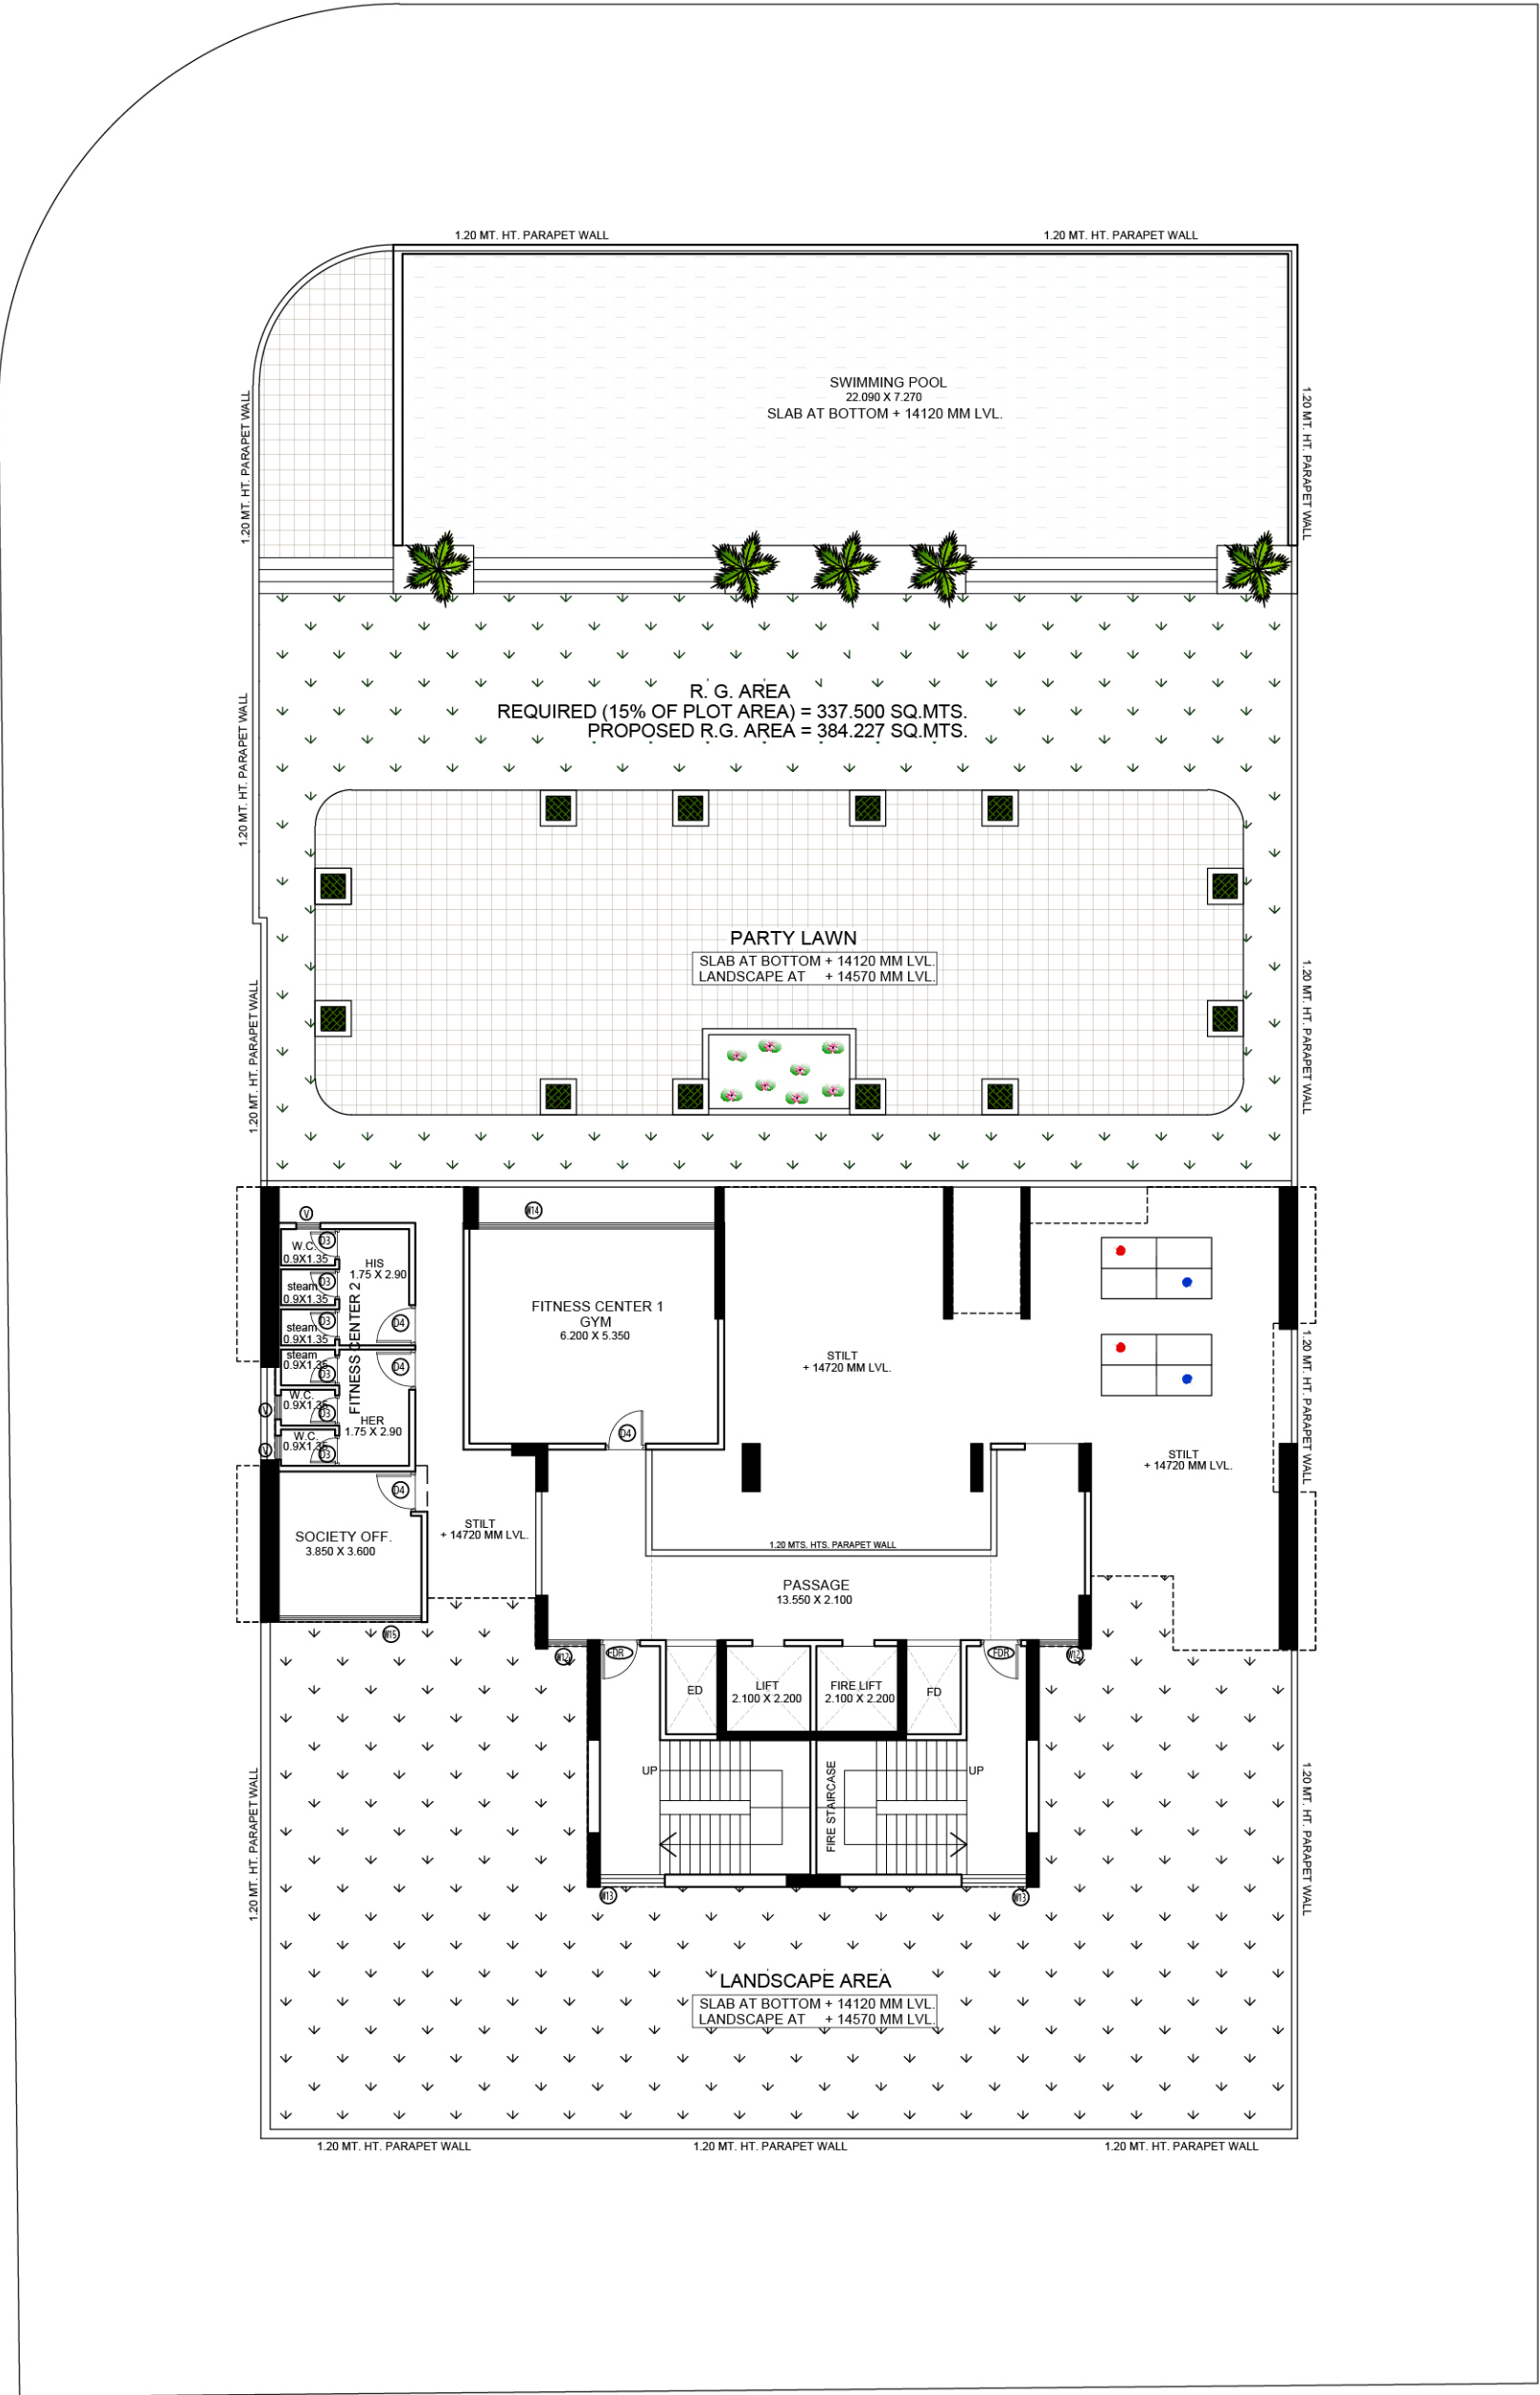 1.20 MT. HT. PARAPET WALL
1.20 MT. HT. PARAPET WALL
SWIMMING POOL
22.090 X 7.270
SLAB AT BOTTOM + 14120 MM LVL.
1.20 MT. HT. PARAPET WALL
1.20 MT. HT. PARAPET WALL
R. G. AREA
REQUIRED (15% OF PLOT AREA) = 337.500 SQ.MTS.
PROPOSED R.G. AREA = 384.227 SQ.MTS.
1.20 MT. HT. PARAPET WALL
PARTY LAWN
SLAB AT BOTTOM + 14120 MM LVL.
LANDSCAPE AT + 14570 MM LVL.
1.20 MT. HT. PARAPET WALL
1.20 MT. HT. PARAPET WALL
V
W14
W.C.
0.9X1.35
D3
HIS
1.75 X 2.90
steam
0.9X1.35
D3
steam
0.9X1.35
D3
D4
steam
0.9X1.35
D3
D4
FITNESS CENTER 2
W.C.
0.9X1.35
D3
V
HER
1.75 X 2.90
W.C.
0.9X1.35
D3
V
FITNESS CENTER 1
GYM
6.200 X 5.350
D4
STILT
+ 14720 MM LVL.
1.20 MT. HT. PARAPET WALL
STILT
+ 14720 MM LVL.
D4
SOCIETY OFF.
3.850 X 3.600
STILT
+ 14720 MM LVL.
1.20 MTS. HTS. PARAPET WALL
PASSAGE
13.550 X 2.100
W15
W12
FDR
FDR
W12
ED
LIFT
2.100 X 2.200
FIRE LIFT
2.100 X 2.200
FD
UP
FIRE STAIRCASE
UP
1.20 MT. HT. PARAPET WALL
1.20 MT. HT. PARAPET WALL
W13
W13
LANDSCAPE AREA
SLAB AT BOTTOM + 14120 MM LVL.
LANDSCAPE AT + 14570 MM LVL.
1.20 MT. HT. PARAPET WALL
1.20 MT. HT. PARAPET WALL
1.20 MT. HT. PARAPET WALL